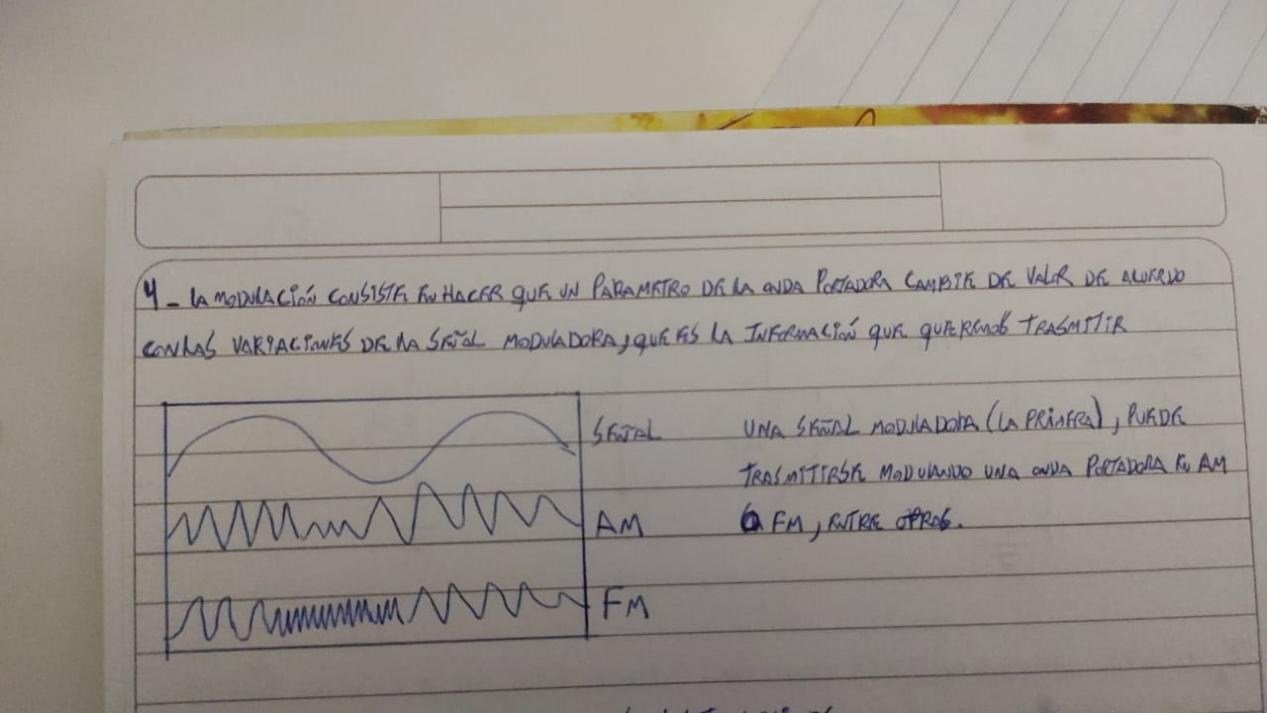 4- LA MODULACIÓN CONSISTE EN HACER QUE UN PARAMETRO DE LA ONDA PORTADORA CAMBIE DE VALOR DE ACUERDO
CON LAS VARIACIONES DE LA SEÑAL MODULADORA, QUE ES LA INFORMACIÓN QUE QUEREMOS TRASMITIR
SEÑAL
AM
FM
UNA SEÑAL MODULADORA (LA PRIMERA), PUEDE
TRASMITIRSE MODULANDO UNA ONDA PORTADORA EN AM
O FM, ENTRE OTROS.